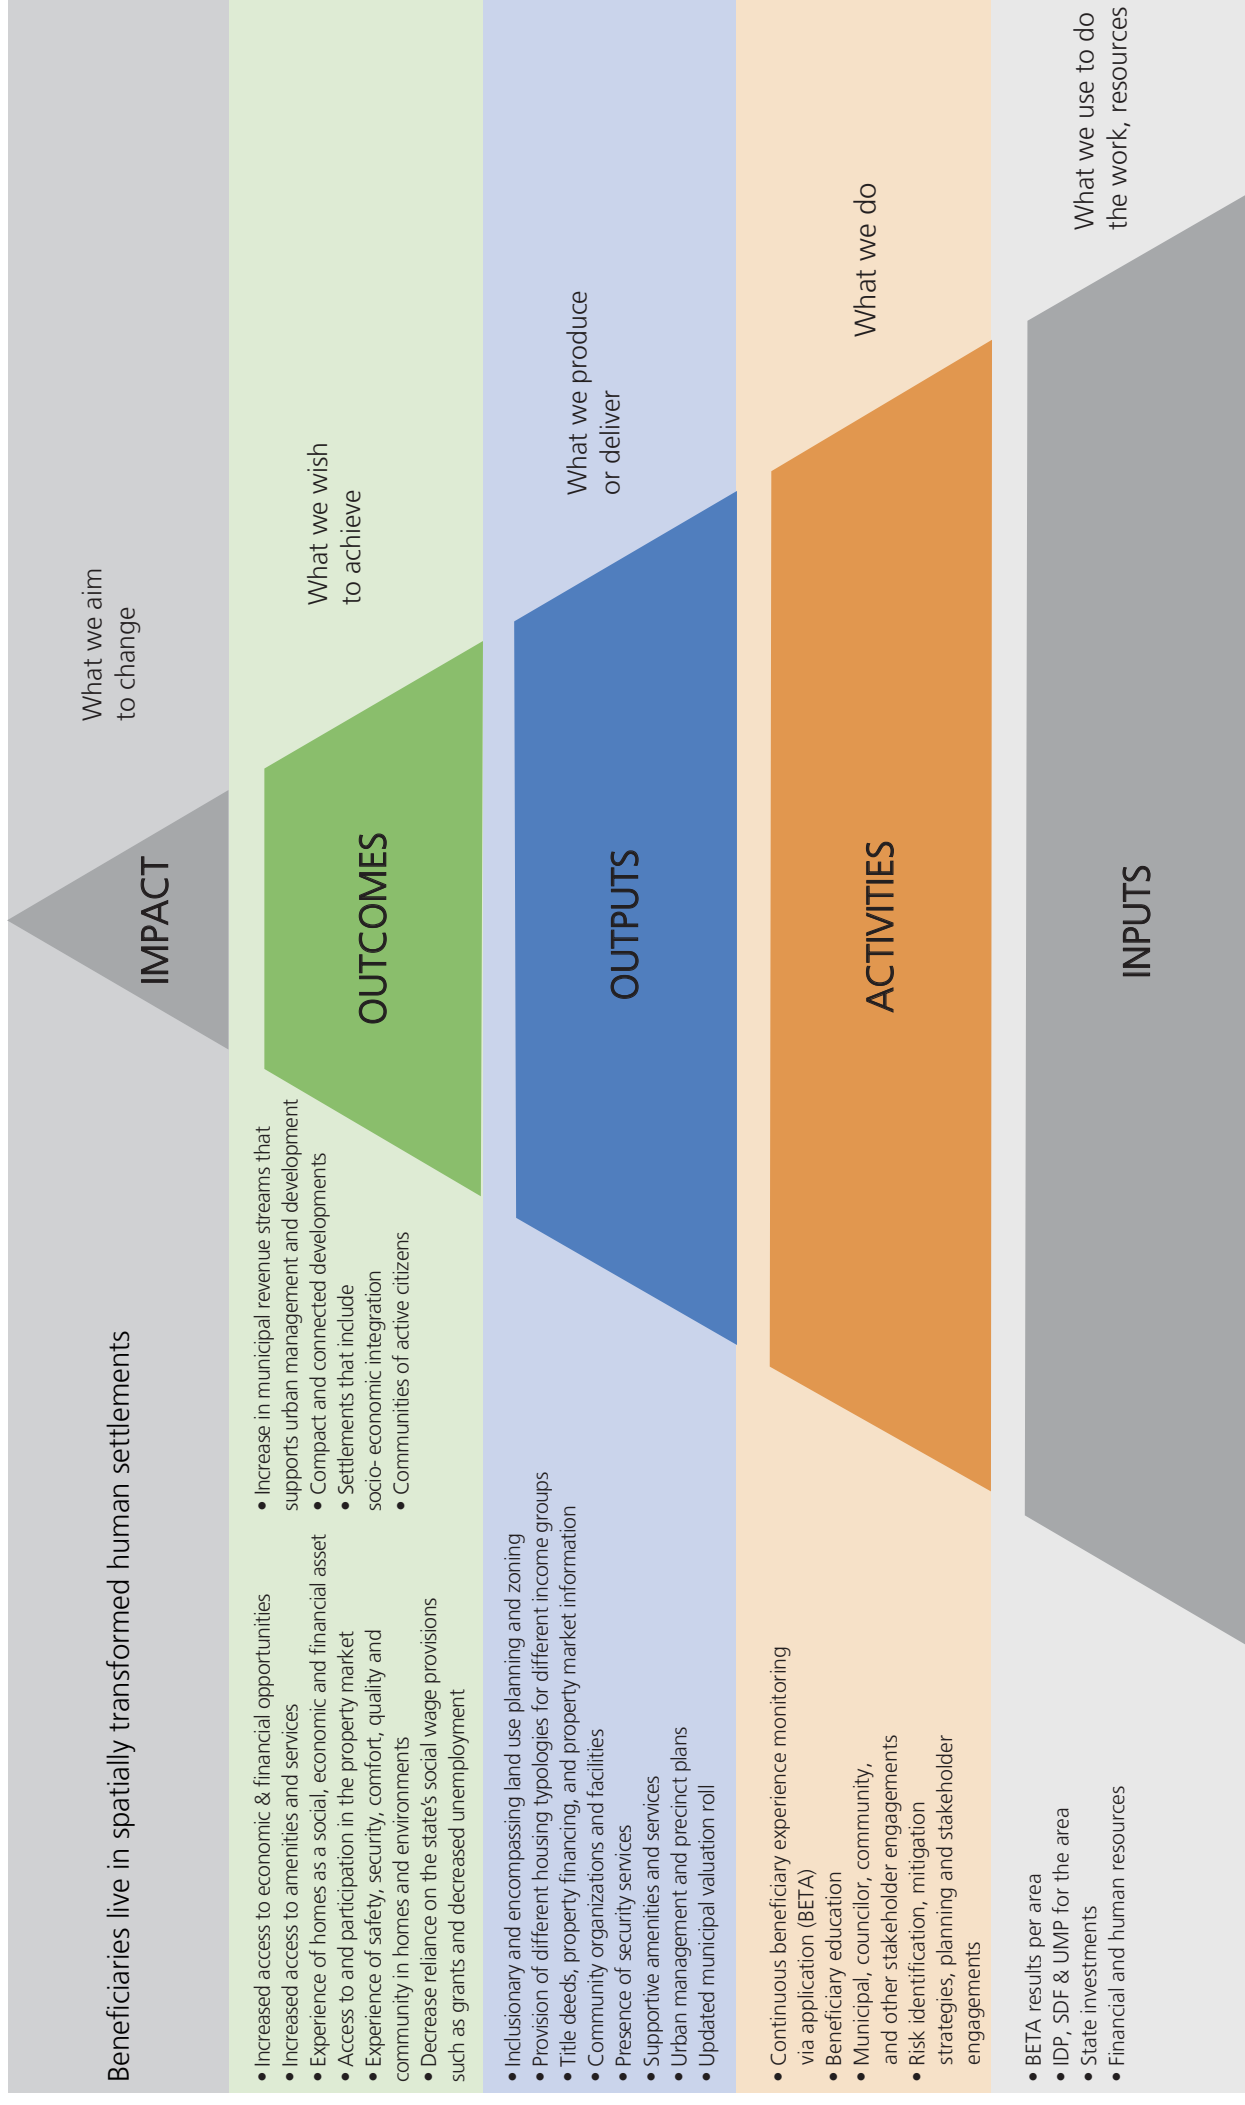 Beneficiaries live in spatially transformed human settlements
IMPACT
What we aim
to change
• Increased access to economic & financial opportunities
• Increased access to amenities and services
• Experience of homes as a social, economic and financial asset
• Access to and participation in the property market
• Experience of safety, security, comfort, quality and
community in homes and environments
• Decrease reliance on the state's social wage provisions
such as grants and decreased unemployment
• Increase in municipal revenue streams that
supports urban management and development
• Compact and connected developments
• Settlements that include
socio- economic integration
• Communities of active citizens
OUTCOMES
What we wish
to achieve
• Inclusionary and encompassing land use planning and zoning
• Provision of different housing typologies for different income groups
• Title deeds, property financing, and property market information
• Community organizations and facilities
• Presence of security services
• Supportive amenities and services
• Urban management and precinct plans
• Updated municipal valuation roll
OUTPUTS
What we produce
or deliver
• Continuous beneficiary experience monitoring
via application (BETA)
• Beneficiary education
• Municipal, councilor, community,
and other stakeholder engagements
• Risk identification, mitigation
strategies, planning and stakeholder
engagements
ACTIVITIES
What we do
• BETA results per area
• IDP, SDF & UMP for the area
• State investments
• Financial and human resources
INPUTS
What we use to do
the work, resources